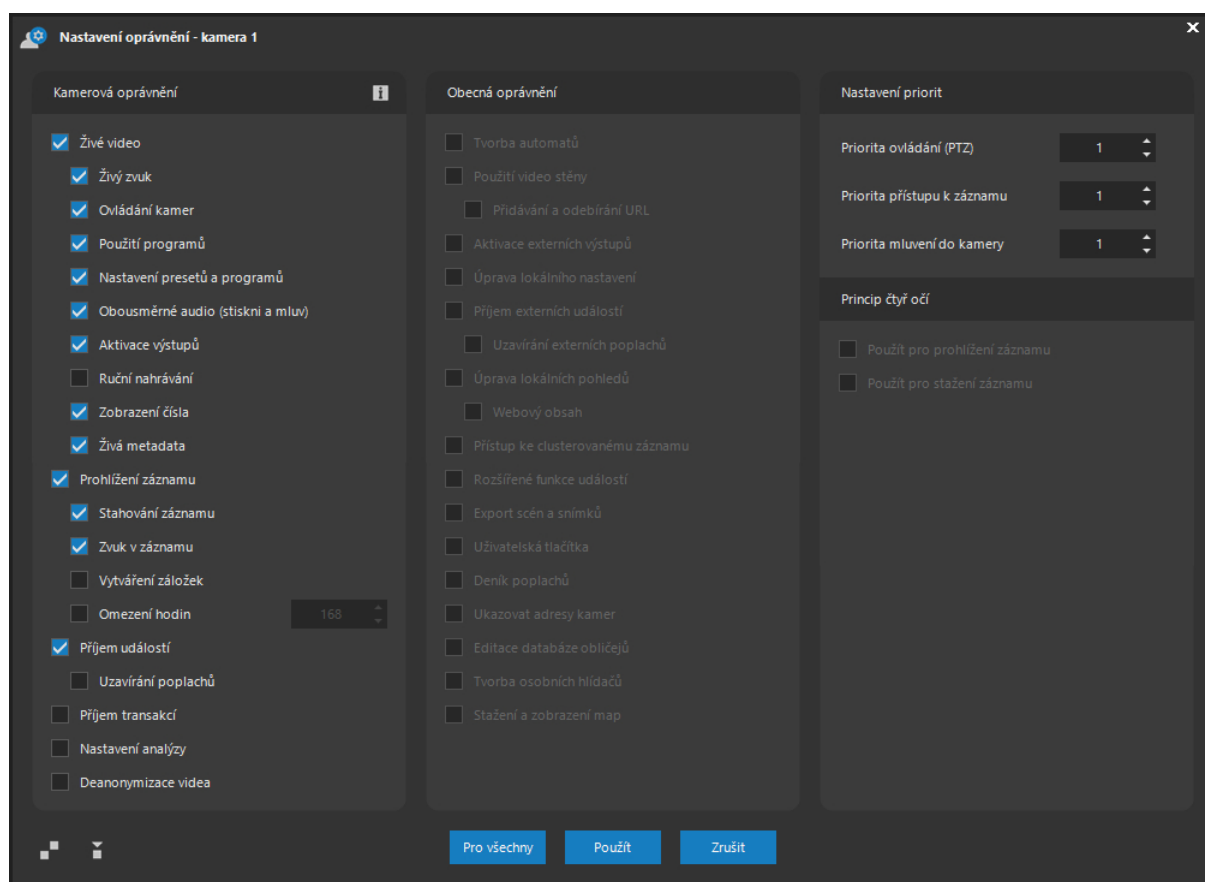 Nastavení oprávnění - kamera 1
Kamerová oprávnění
Živé video
Živý zvuk
Ovládání kamer
Použití programů
Nastavení presetů a programů
Obousměrné audio (stiskni a mluv)
Aktivace výstupů
Ruční nahrávání
Zobrazení čísla
Živá metadata
Prohlížení záznamu
Stahování záznamu
Zvuk v záznamu
Vytváření záložek
Omezení hodin 168
Příjem událostí
Uzavírání poplachů
Příjem transakcí
Nastavení analýzy
Deanonymizace videa
Obecná oprávnění
Tvorba automatů
Použití video stěny
Přidávání a odebírání URL
Aktivace externích výstupů
Úprava lokálního nastavení
Příjem externích událostí
Uzavírání externích poplachů
Úprava lokálních pohledů
Webový obsah
Přístup ke clusterovanému záznamu
Rozšířené funkce událostí
Export scén a snímků
Uživatelská tlačítka
Deník poplachů
Ukazovat adresy kamer
Editace databáze obličejů
Tvorba osobních hlídačů
Stažení a zobrazení map
Nastavení priorit
Priorita ovládání (PTZ) 1
Priorita přístupu k záznamu 1
Priorita mluvení do kamery 1
Princip čtyř očí
Použít pro prohlížení záznamu
Použít pro stažení záznamu
Pro všechny
Použít
Zrušit